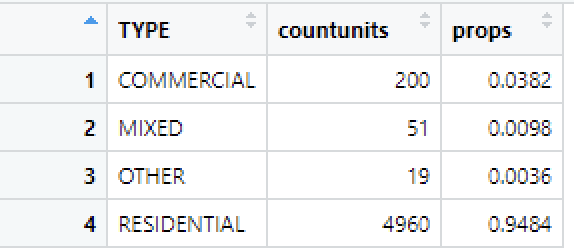 TYPE countunits props
1 COMMERCIAL 200 0.0382
2 MIXED 51 0.0098
3 OTHER 19 0.0036
4 RESIDENTIAL 4960 0.9484